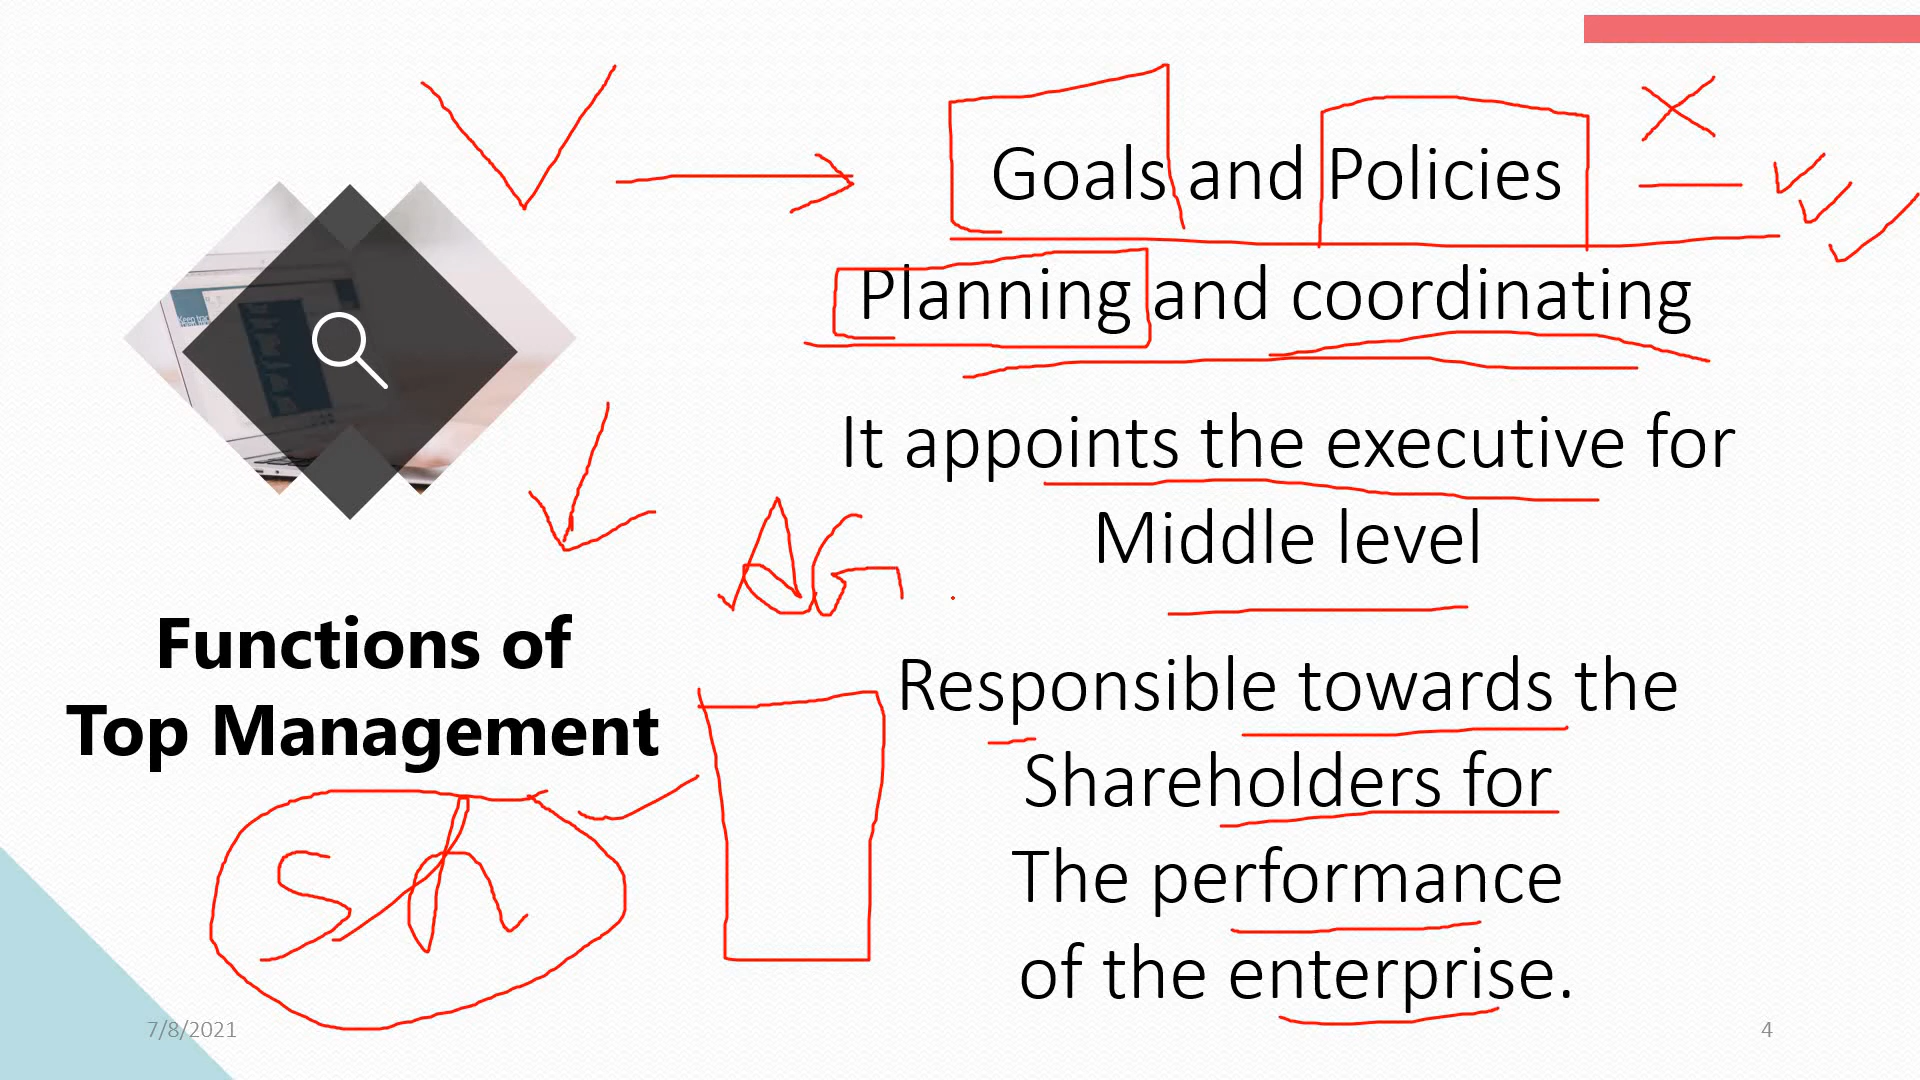 Goals and Policies
Planning and coordinating
It appoints the executive for
Middle level
AG
Functions of
Top Management
Responsible towards the
Shareholders for
The performance
of the enterprise.
Sh
7/8/2021
4